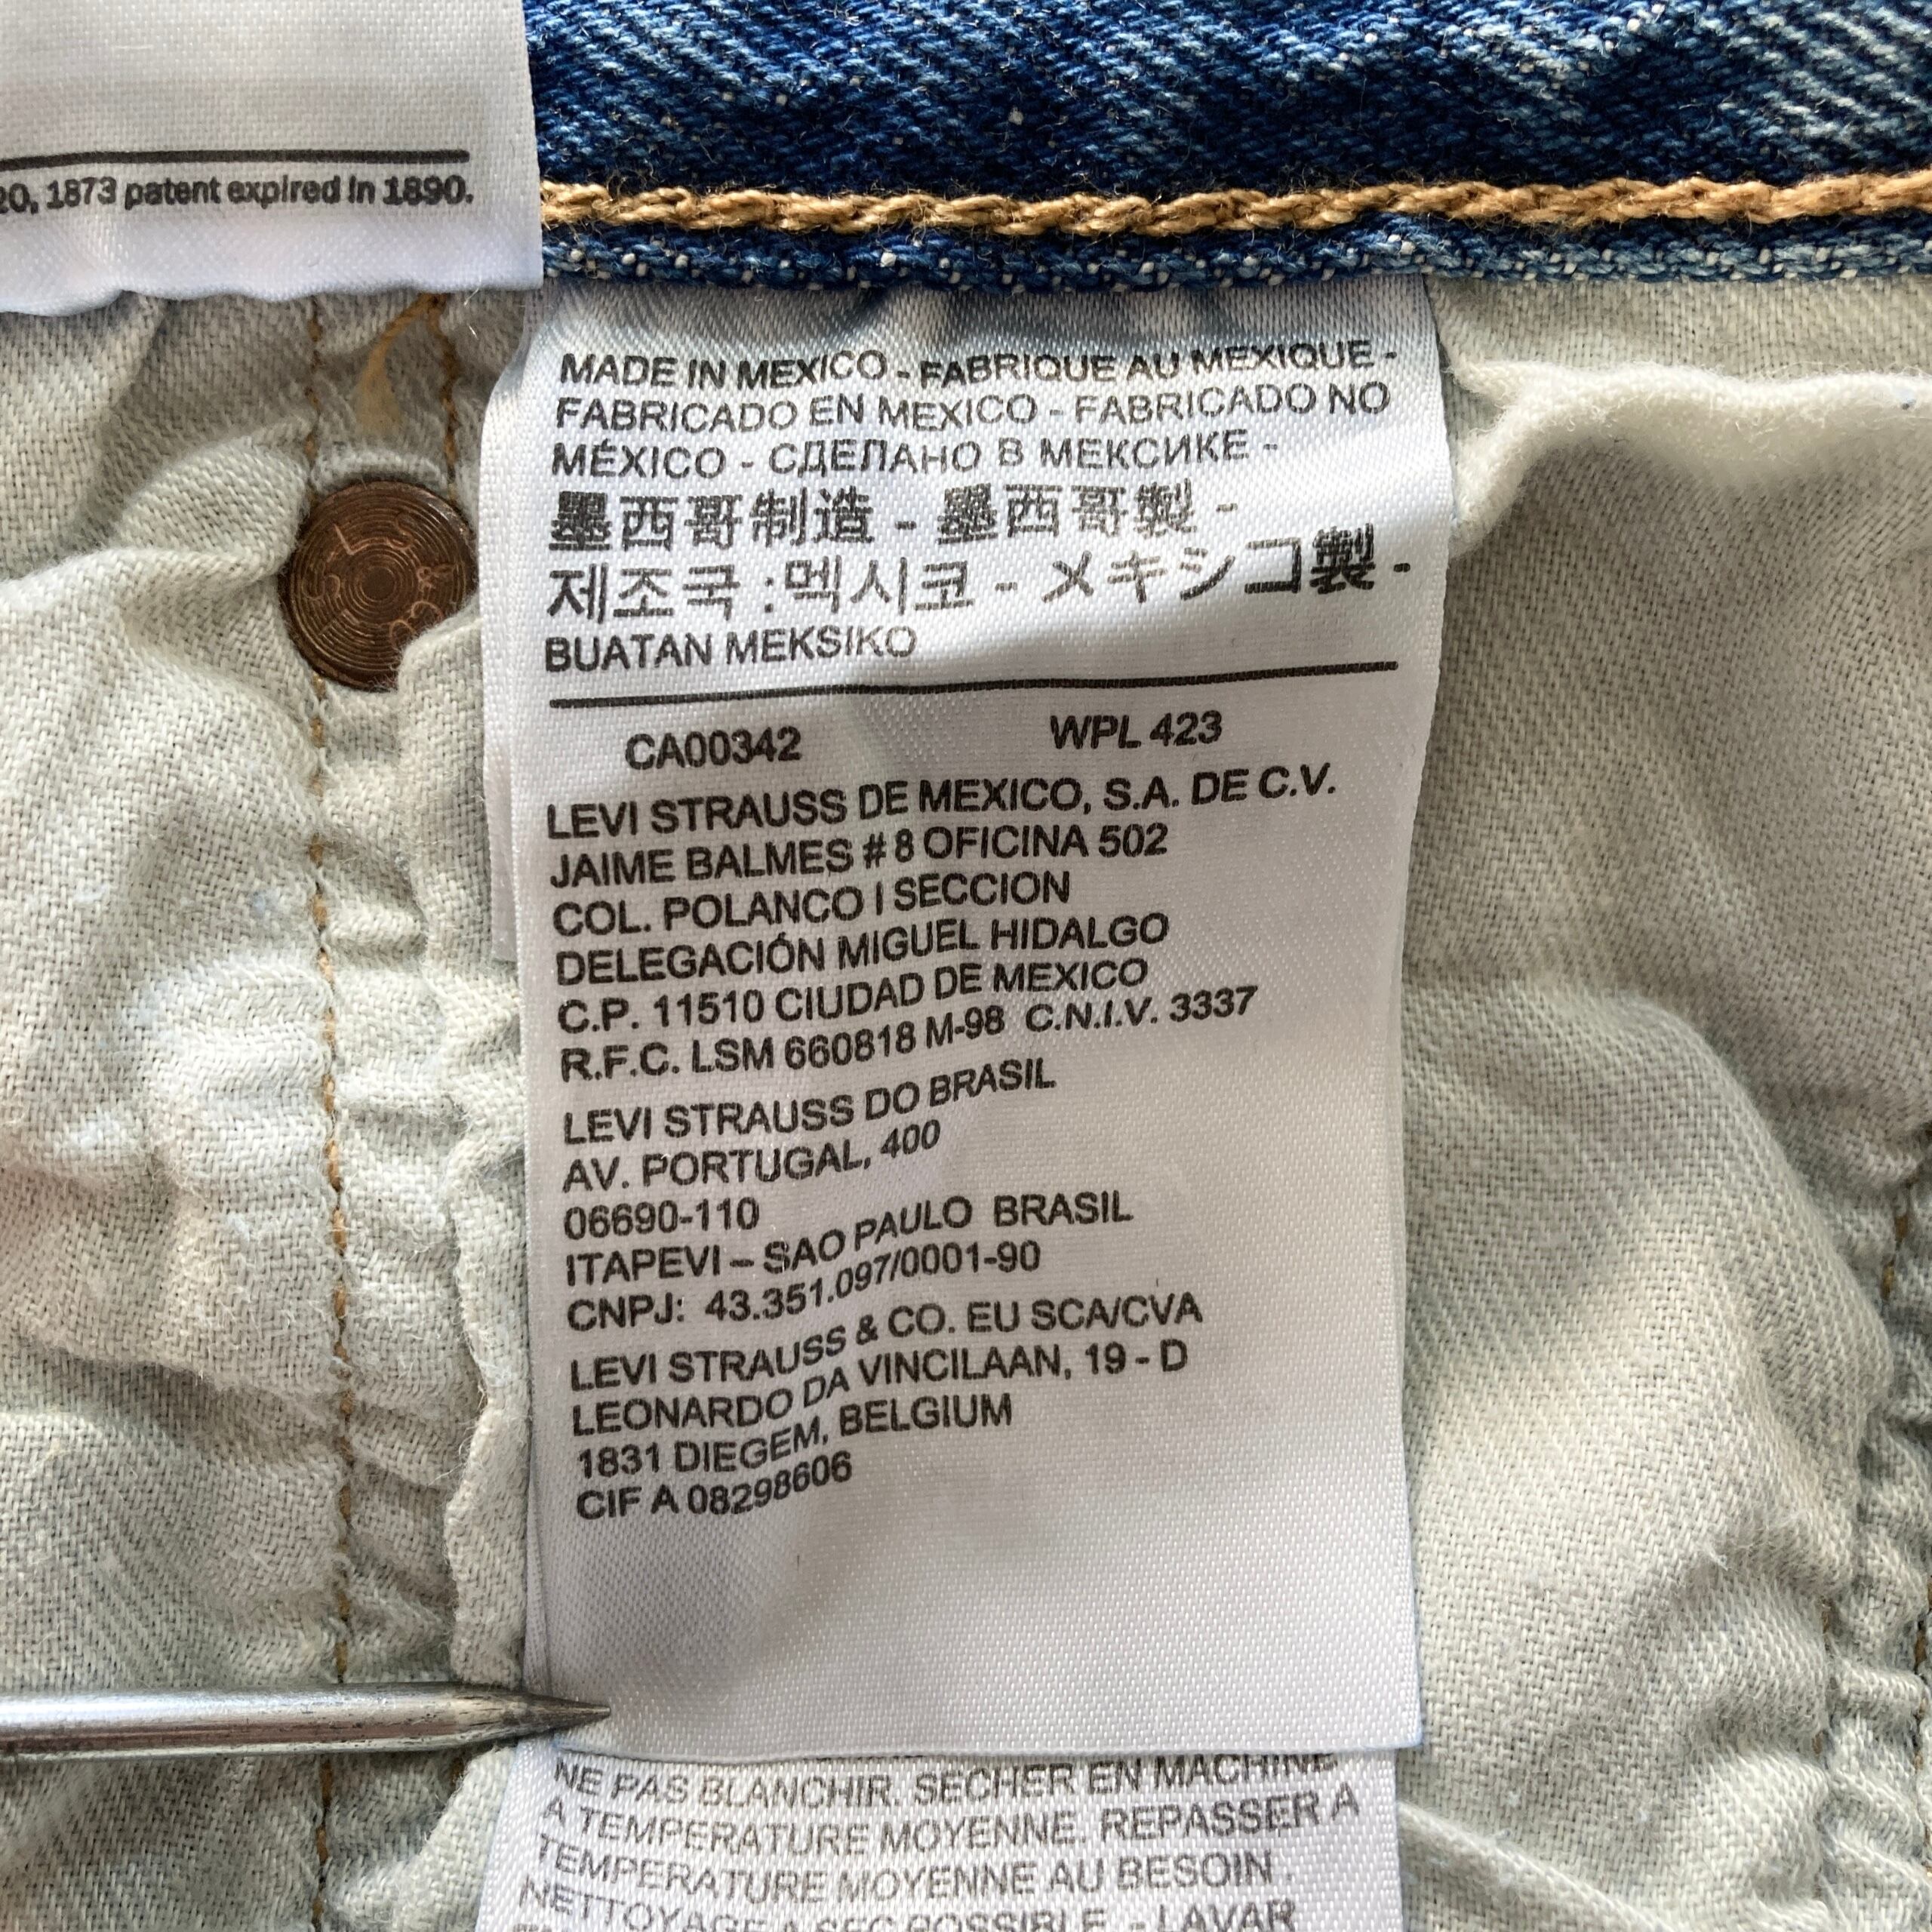 20, 1873 patent expired in 1890.
MADE IN MEXICO - FABRIQUE AU MEXIQUE -
FABRICADO EN MEXICO - FABRICADO NO
MÉXICO - СДЕЛАНО В МЕКСИКЕ -
墨西哥制造 - 墨西哥製 -
제조국 : 멕시코 - メキシコ製 -
BUATAN MEKSIKO
CA00342 WPL 423
LEVI STRAUSS DE MEXICO, S.A. DE C.V.
JAIME BALMES # 8 OFICINA 502
COL. POLANCO I SECCION
DELEGACIÓN MIGUEL HIDALGO
C.P. 11510 CIUDAD DE MEXICO
R.F.C. LSM 660818 M-98 C.N.I.V. 3337
LEVI STRAUSS DO BRASIL
AV. PORTUGAL, 400
06690-110
ITAPEVI – SAO PAULO BRASIL
CNPJ: 43.351.097/0001-90
LEVI STRAUSS & CO. EU SCA/CVA
LEONARDO DA VINCILAAN, 19 - D
1831 DIEGEM, BELGIUM
CIF A 08298606
NE PAS BLANCHIR. SECHER EN MACHINE
A TEMPERATURE MOYENNE. REPASSER A
TEMPERATURE MOYENNE AU BESOIN.
NETTOYAGE A SEC POSSIBLE. - LAVAR